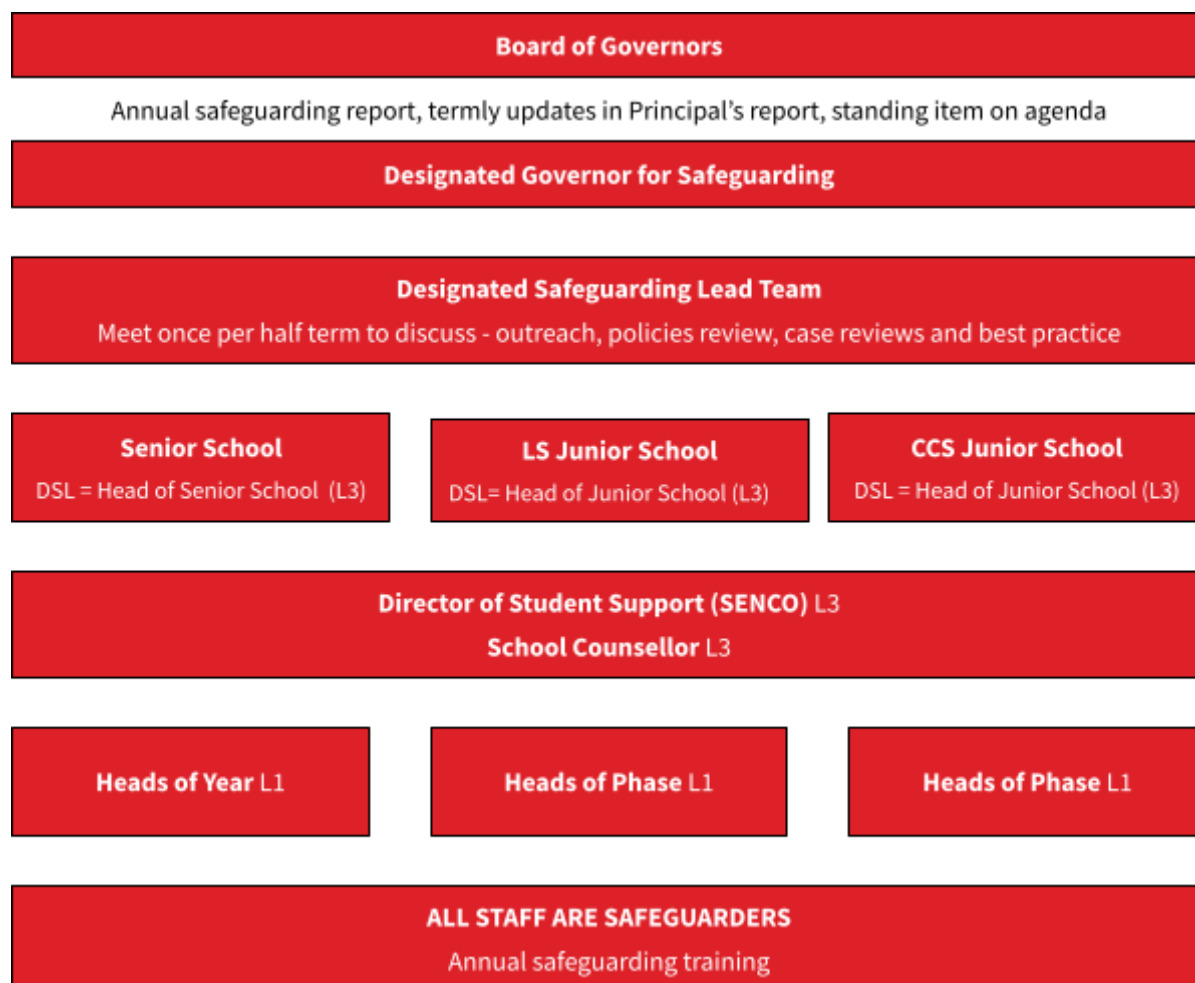 Board of Governors
Annual safeguarding report, termly updates in Principal’s report, standing item on agenda
Designated Governor for Safeguarding
Designated Safeguarding Lead Team
Meet once per half term to discuss - outreach, policies review, case reviews and best practice
Senior School
DSL = Head of Senior School (L3)
LS Junior School
DSL= Head of Junior School (L3)
CCS Junior School
DSL = Head of Junior School (L3)
Director of Student Support (SENCO) L3
School Counsellor L3
Heads of Year L1
Heads of Phase L1
Heads of Phase L1
ALL STAFF ARE SAFEGUARDERS
Annual safeguarding training